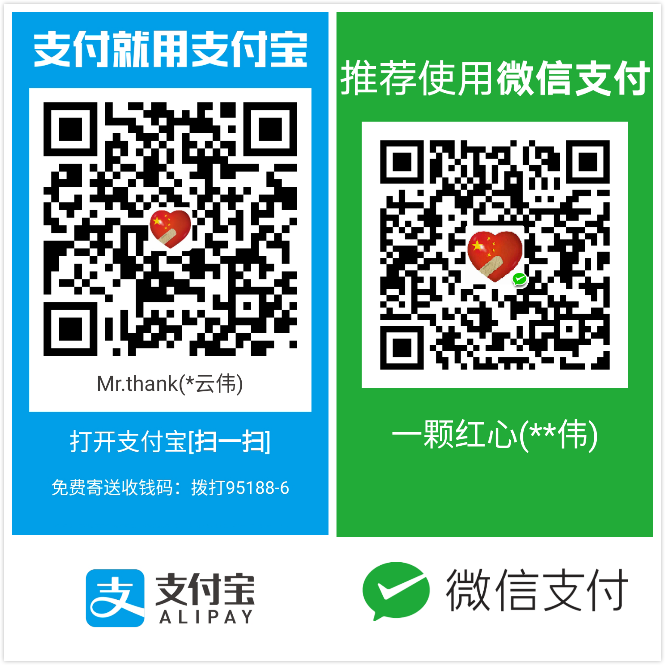 支付就用支付宝
Mr.thank(*云伟)
打开支付宝[扫一扫]
免费寄送收钱码：拨打95188-6
支 支付宝
ALIPAY
推荐使用微信支付
一颗红心(**伟)
微信支付